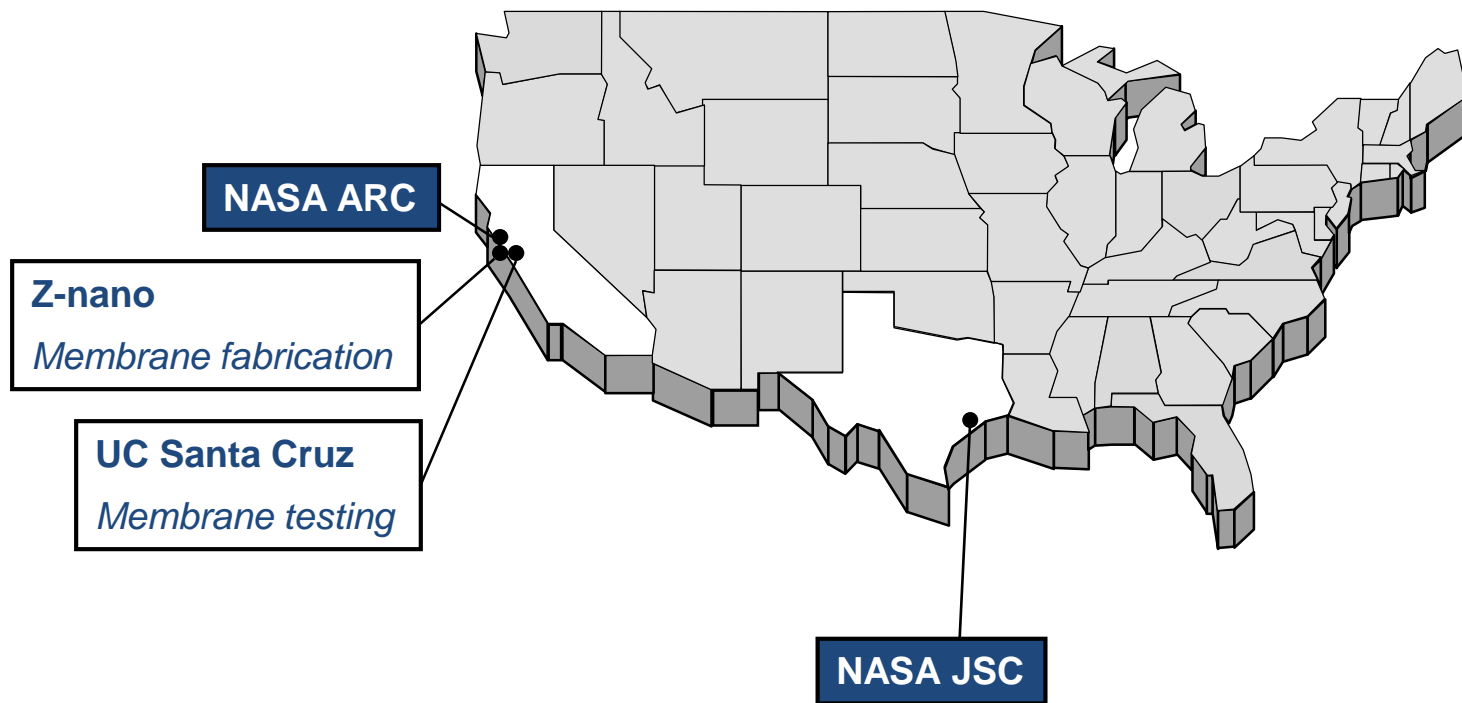 NASA ARC
Z-nano
Membrane fabrication
UC Santa Cruz
Membrane testing
NASA JSC